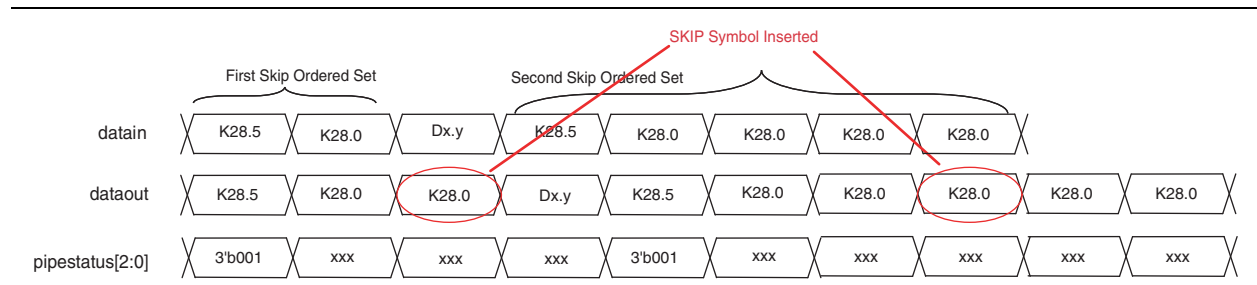 SKIP Symbol Inserted
First Skip Ordered Set Second Skip Ordered Set
datain K28.5 K28.0 Dx.y K28.5 K28.0 K28.0 K28.0 K28.0
dataout K28.5 K28.0 K28.0 Dx.y K28.5 K28.0 K28.0 K28.0 K28.0 K28.0
pipestatus[2:0] 3'b001 xxx xxx xxx 3'b001 xxx xxx xxx xxx xxx